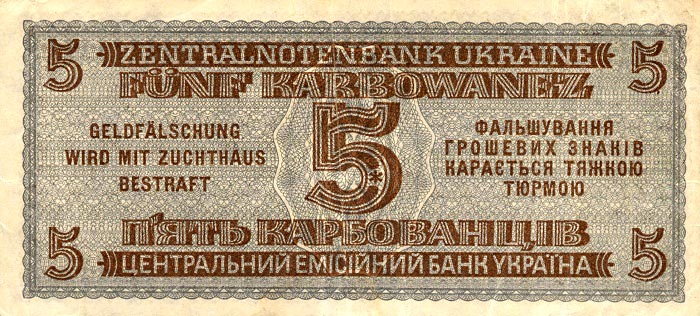 5 ZENTRALNOTENBANK UKRAINE 5
FÜNF KARBOWANEZ
GELDFÄLSCHUNG
WIRD MIT ZUCHTHAUS
BESTRAFT
5
ФАЛЬШУВАННЯ
ГРОШЕВИХ ЗНАКІВ
КАРАЄТЬСЯ ТЯЖКОЮ
ТЮРМОЮ
П'ЯТЬ КАРБОВАНЦІВ
5 ЦЕНТРАЛЬНИЙ ЕМІСІЙНИЙ БАНК УКРАЇНА 5